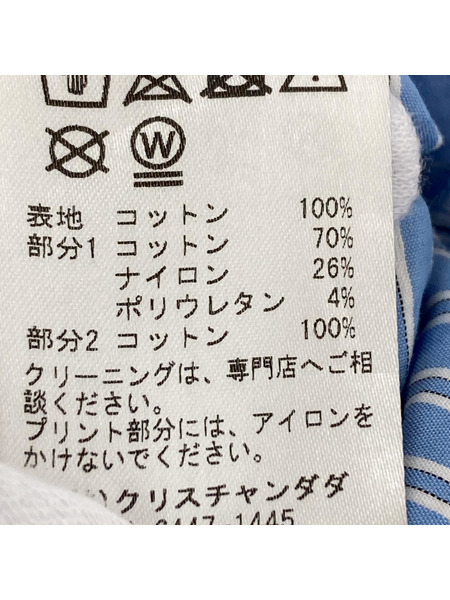 W
表地 コットン 100%
部分1 コットン 70%
ナイロン 26%
ポリウレタン 4%
部分2 コットン 100%
クリーニングは、専門店へご相
談ください。
プリント部分には、アイロンを
かけないでください。
クリスチャンダダ
1445